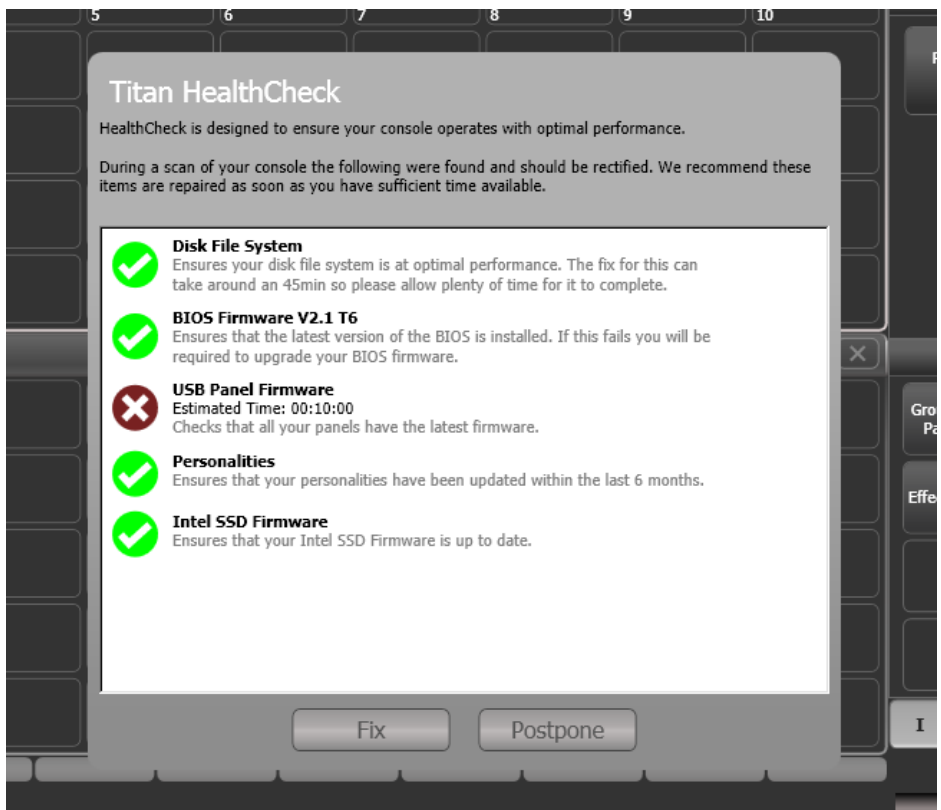 5 6 7 8 9 10
Titan HealthCheck
HealthCheck is designed to ensure your console operates with optimal performance.
During a scan of your console the following were found and should be rectified. We recommend these
items are repaired as soon as you have sufficient time available.
Disk File System
Ensures your disk file system is at optimal performance. The fix for this can
take around an 45min so please allow plenty of time for it to complete.
BIOS Firmware V2.1 T6
Ensures that the latest version of the BIOS is installed. If this fails you will be
required to upgrade your BIOS firmware.
USB Panel Firmware
Estimated Time: 00:10:00
Checks that all your panels have the latest firmware.
Personalities
Ensures that your personalities have been updated within the last 6 months.
Intel SSD Firmware
Ensures that your Intel SSD Firmware is up to date.
Fix Postpone
I